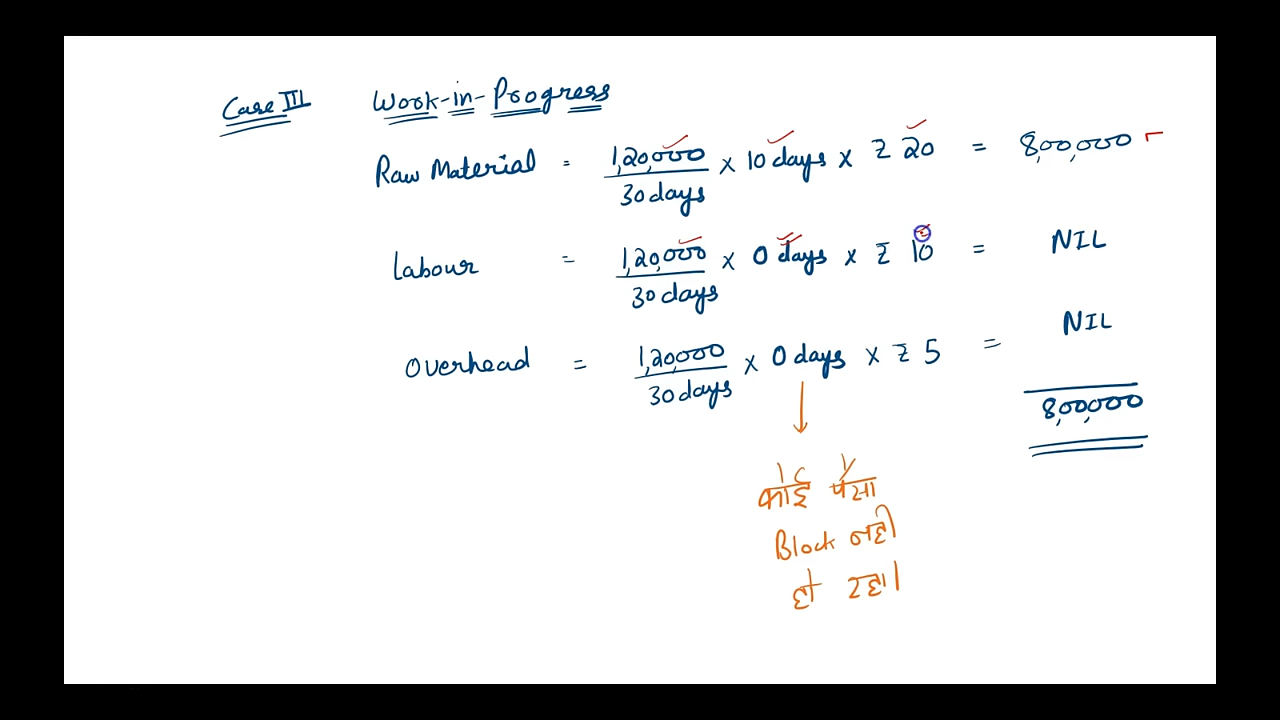 Case III Work-in-Progress
Raw Material = 1,20,000 / 30 days x 10 days x ₹ 20 = 8,00,000
Labour = 1,20,000 / 30 days x 0 days x ₹ 10 = NIL
Overhead = 1,20,000 / 30 days x 0 days x ₹ 5 = NIL
8,00,000
कोई पैसा
Block नही
हो रहा।